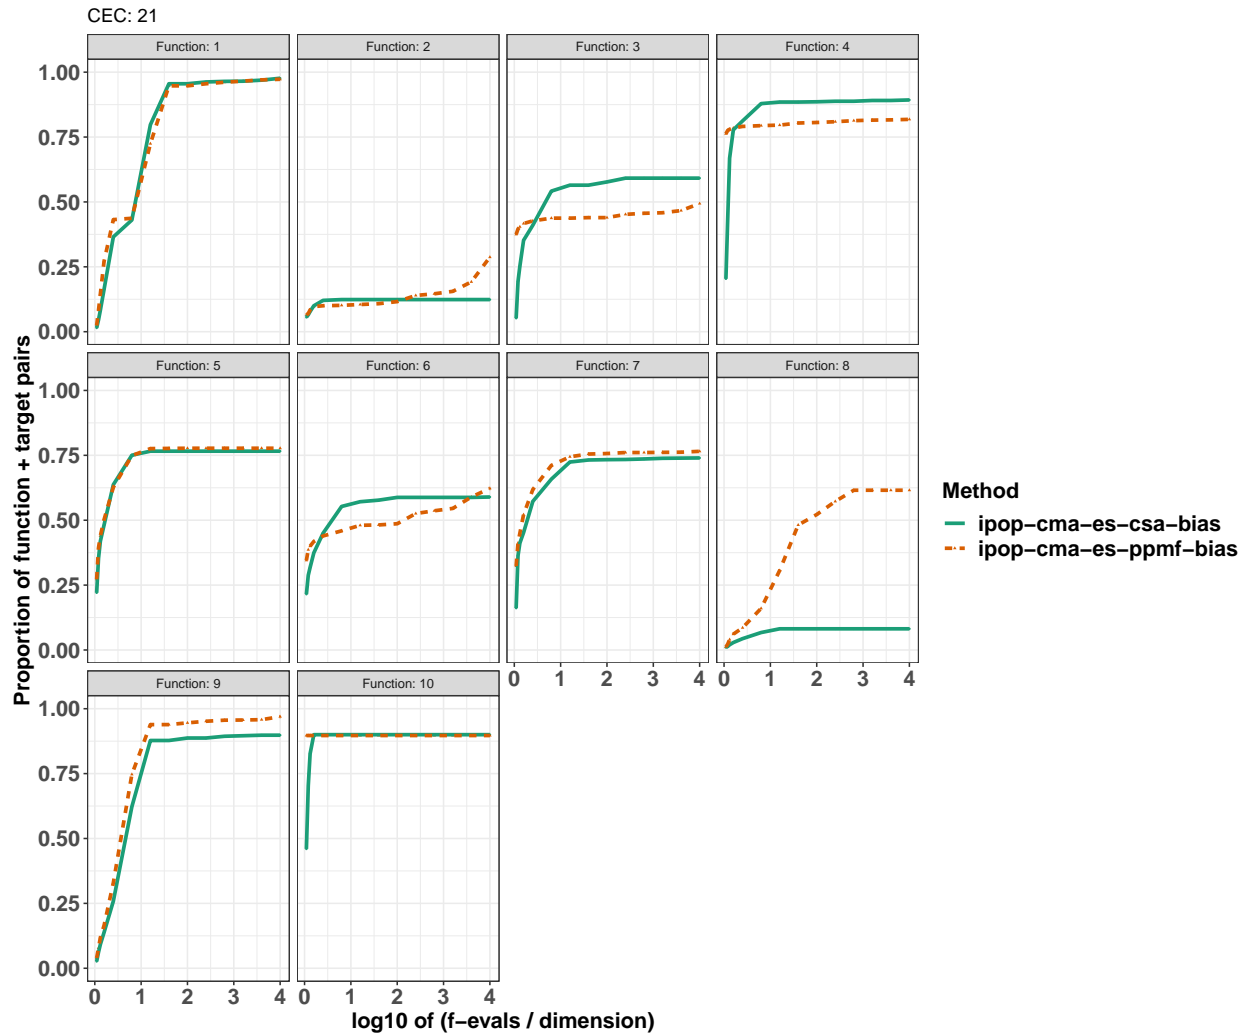 CEC: 21
Function: 1
Function: 2
Function: 3
Function: 4
1.00
0.75
0.50
0.25
0.00
Function: 5
Function: 6
Function: 7
Function: 8
1.00
0.75
0.50
0.25
0.00
0 1 2 3 4
0 1 2 3 4
Function: 9
Function: 10
1.00
0.75
0.50
0.25
0.00
0 1 2 3 4
0 1 2 3 4
log10 of (f−evals / dimension)
Proportion of function + target pairs
Method
ipop−cma−es−csa−bias
ipop−cma−es−ppmf−bias